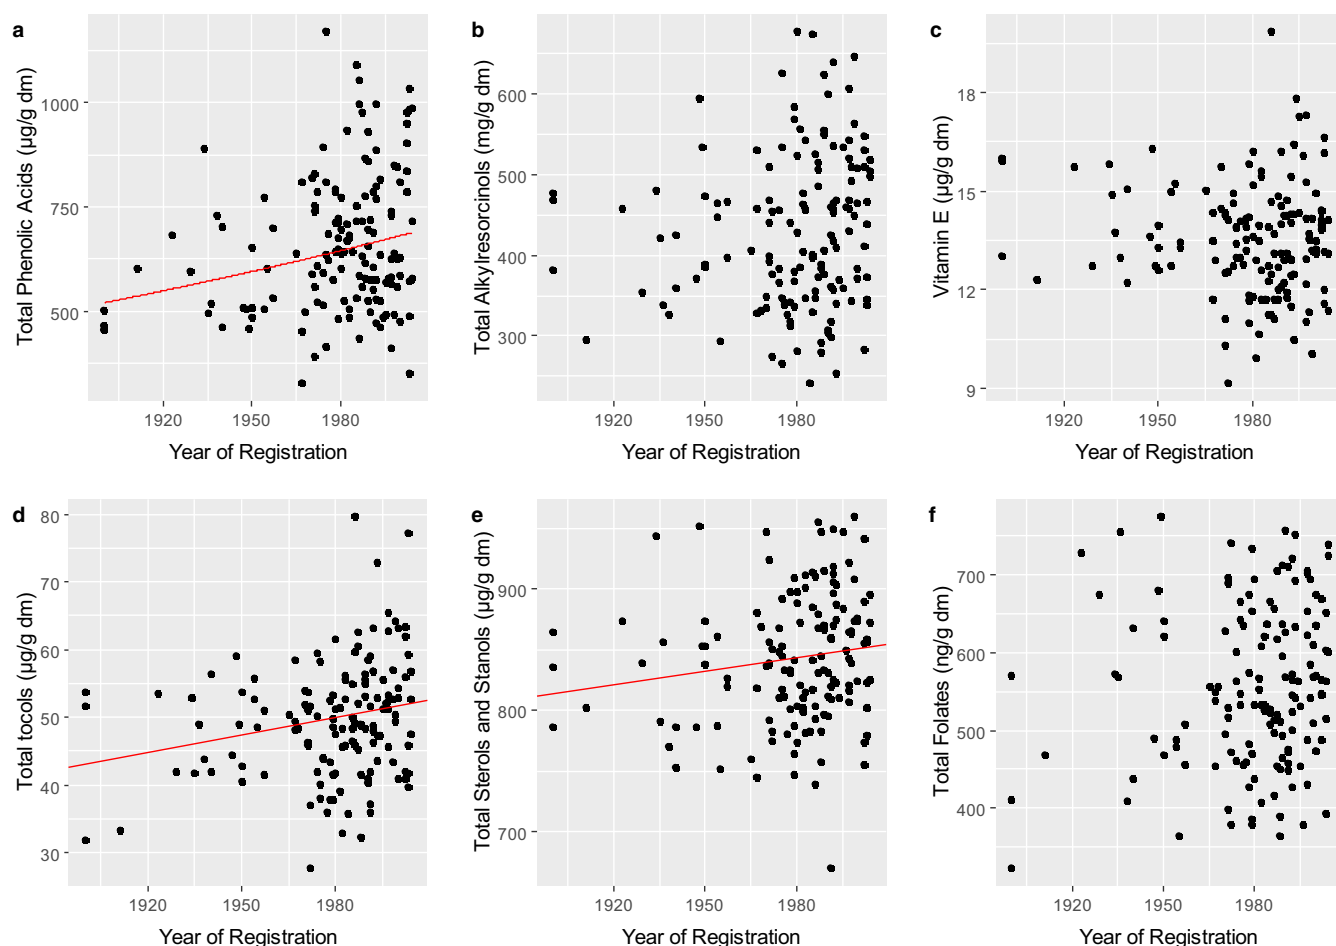 a
Total Phenolic Acids (µg/g dm)
1000
750
500
1920 1950 1980
Year of Registration
b
Total Alkylresorcinols (mg/g dm)
600
500
400
300
1920 1950 1980
Year of Registration
c
Vitamin E (µg/g dm)
18
15
12
9
1920 1950 1980
Year of Registration
d
Total tocols (µg/g dm)
80
70
60
50
40
30
1920 1950 1980
Year of Registration
e
Total Sterols and Stanols (µg/g dm)
900
800
700
1920 1950 1980
Year of Registration
f
Total Folates (ng/g dm)
700
600
500
400
1920 1950 1980
Year of Registration